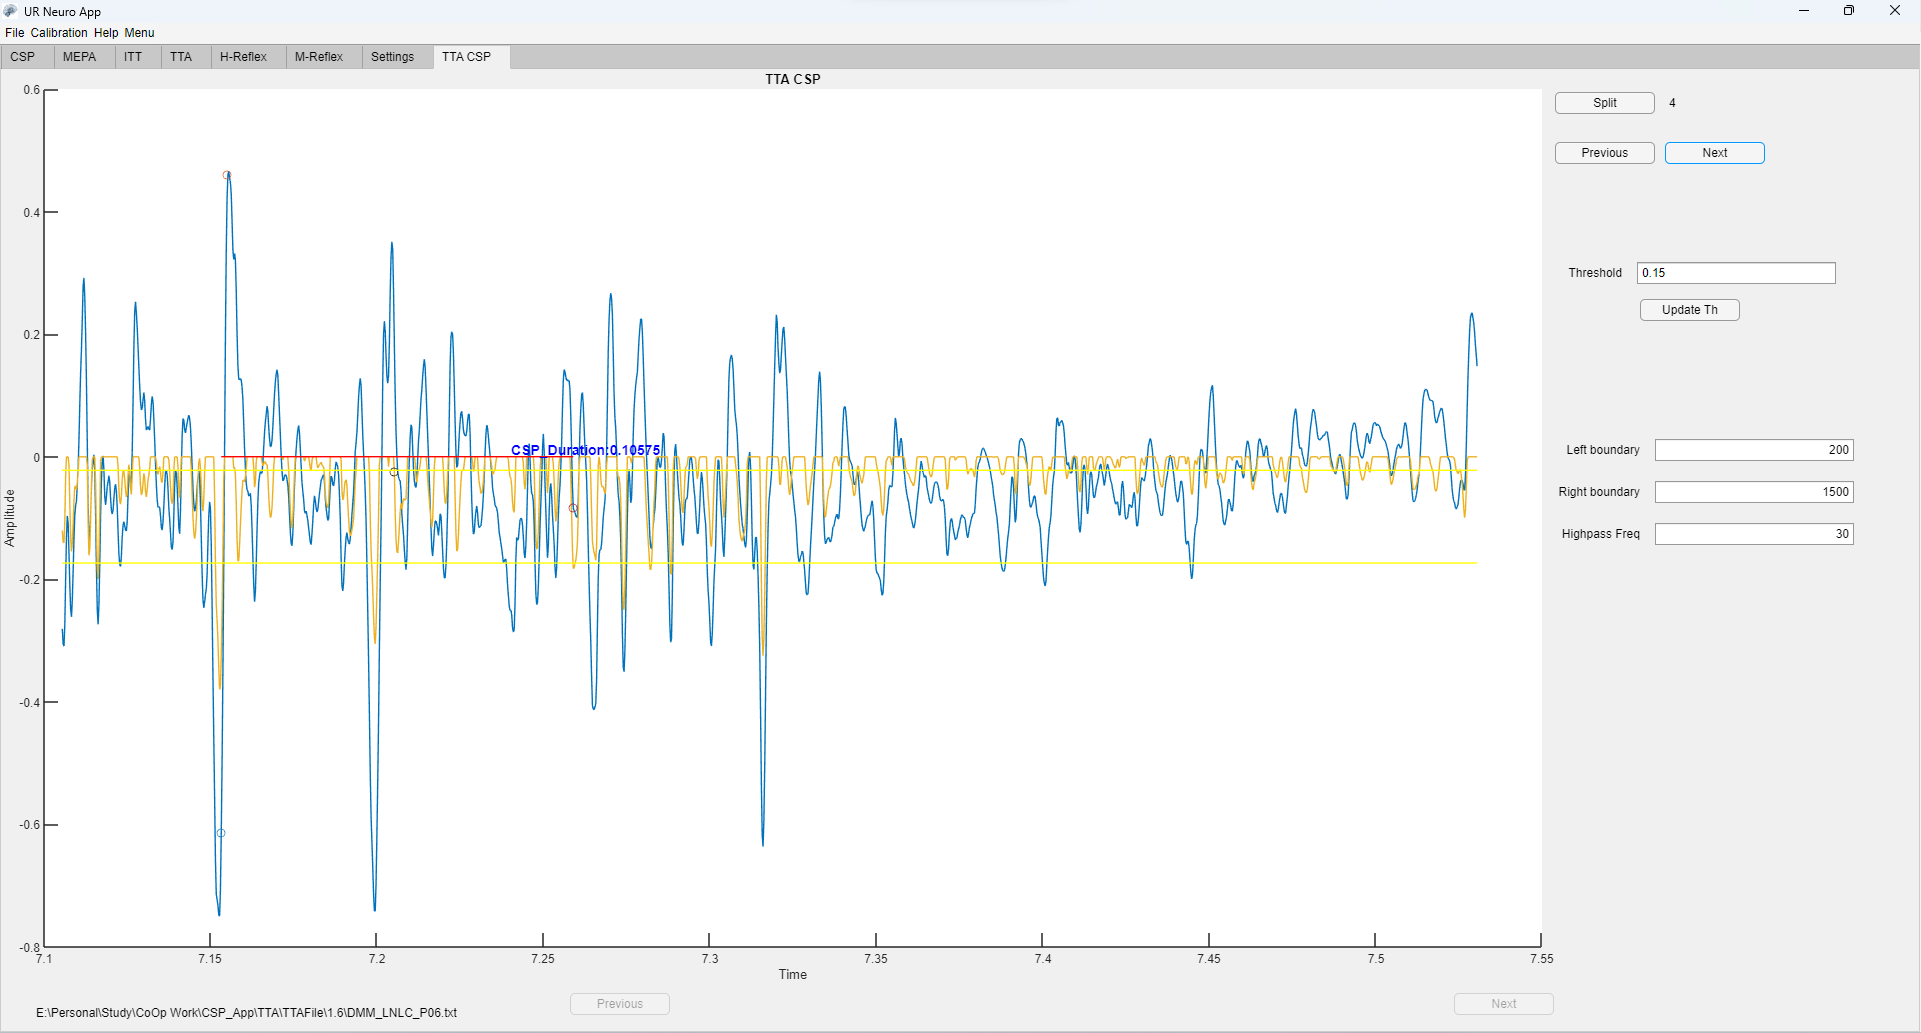 UR Neuro App
File Calibration Help Menu
CSP MEPA ITT TTA H-Reflex M-Reflex Settings TTA CSP
TTA CSP
Split 4
Previous Next
Threshold 0.15
Update Th
Left boundary 200
Right boundary 1500
Highpass Freq 30
0.6
0.4
0.2
0
-0.2
-0.4
-0.6
-0.8
Amplitude
CSP_Duration:0.10575
7.1 7.15 7.2 7.25 7.3 7.35 7.4 7.45 7.5 7.55
Time
Previous Next
E:\Personal\Study\CoOp Work\CSP_App\TTA\TTAFile\1.6\DMM_LNLC_P06.txt